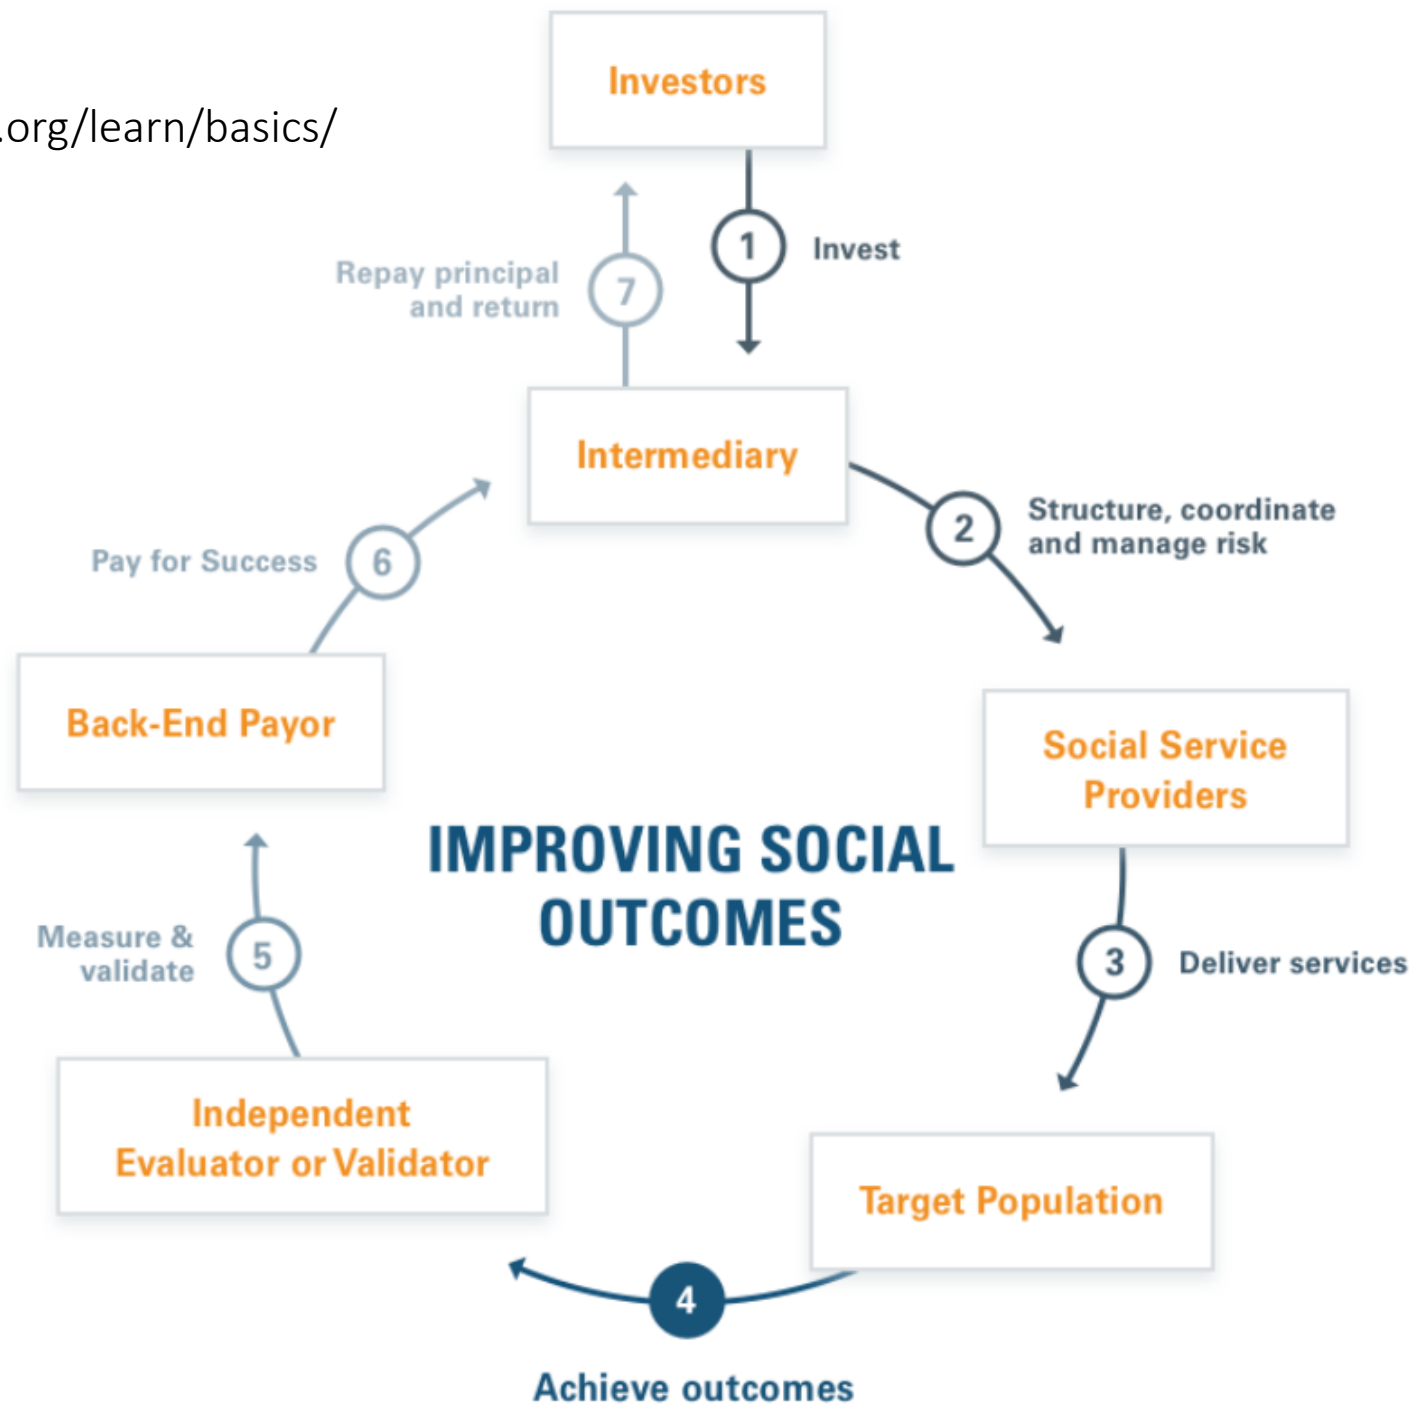 Investors
.org/learn/basics/
1
Invest
Repay principal
and return
7
Intermediary
2
Structure, coordinate
and manage risk
Pay for Success
6
Back-End Payor
Social Service
Providers
IMPROVING SOCIAL
OUTCOMES
Measure &
validate
5
3
Deliver services
Independent
Evaluator or Validator
Target Population
4
Achieve outcomes